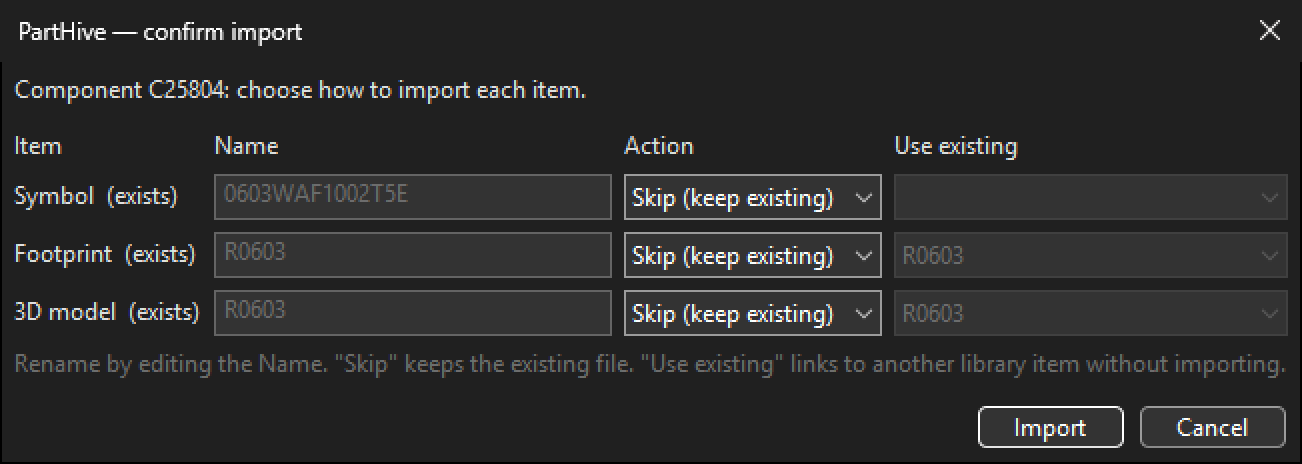 PartHive — confirm import
Component C25804: choose how to import each item.
Item Name Action Use existing
Symbol (exists) 0603WAF1002T5E Skip (keep existing)
Footprint (exists) R0603 Skip (keep existing) R0603
3D model (exists) R0603 Skip (keep existing) R0603
Rename by editing the Name. "Skip" keeps the existing file. "Use existing" links to another library item without importing.
Import Cancel